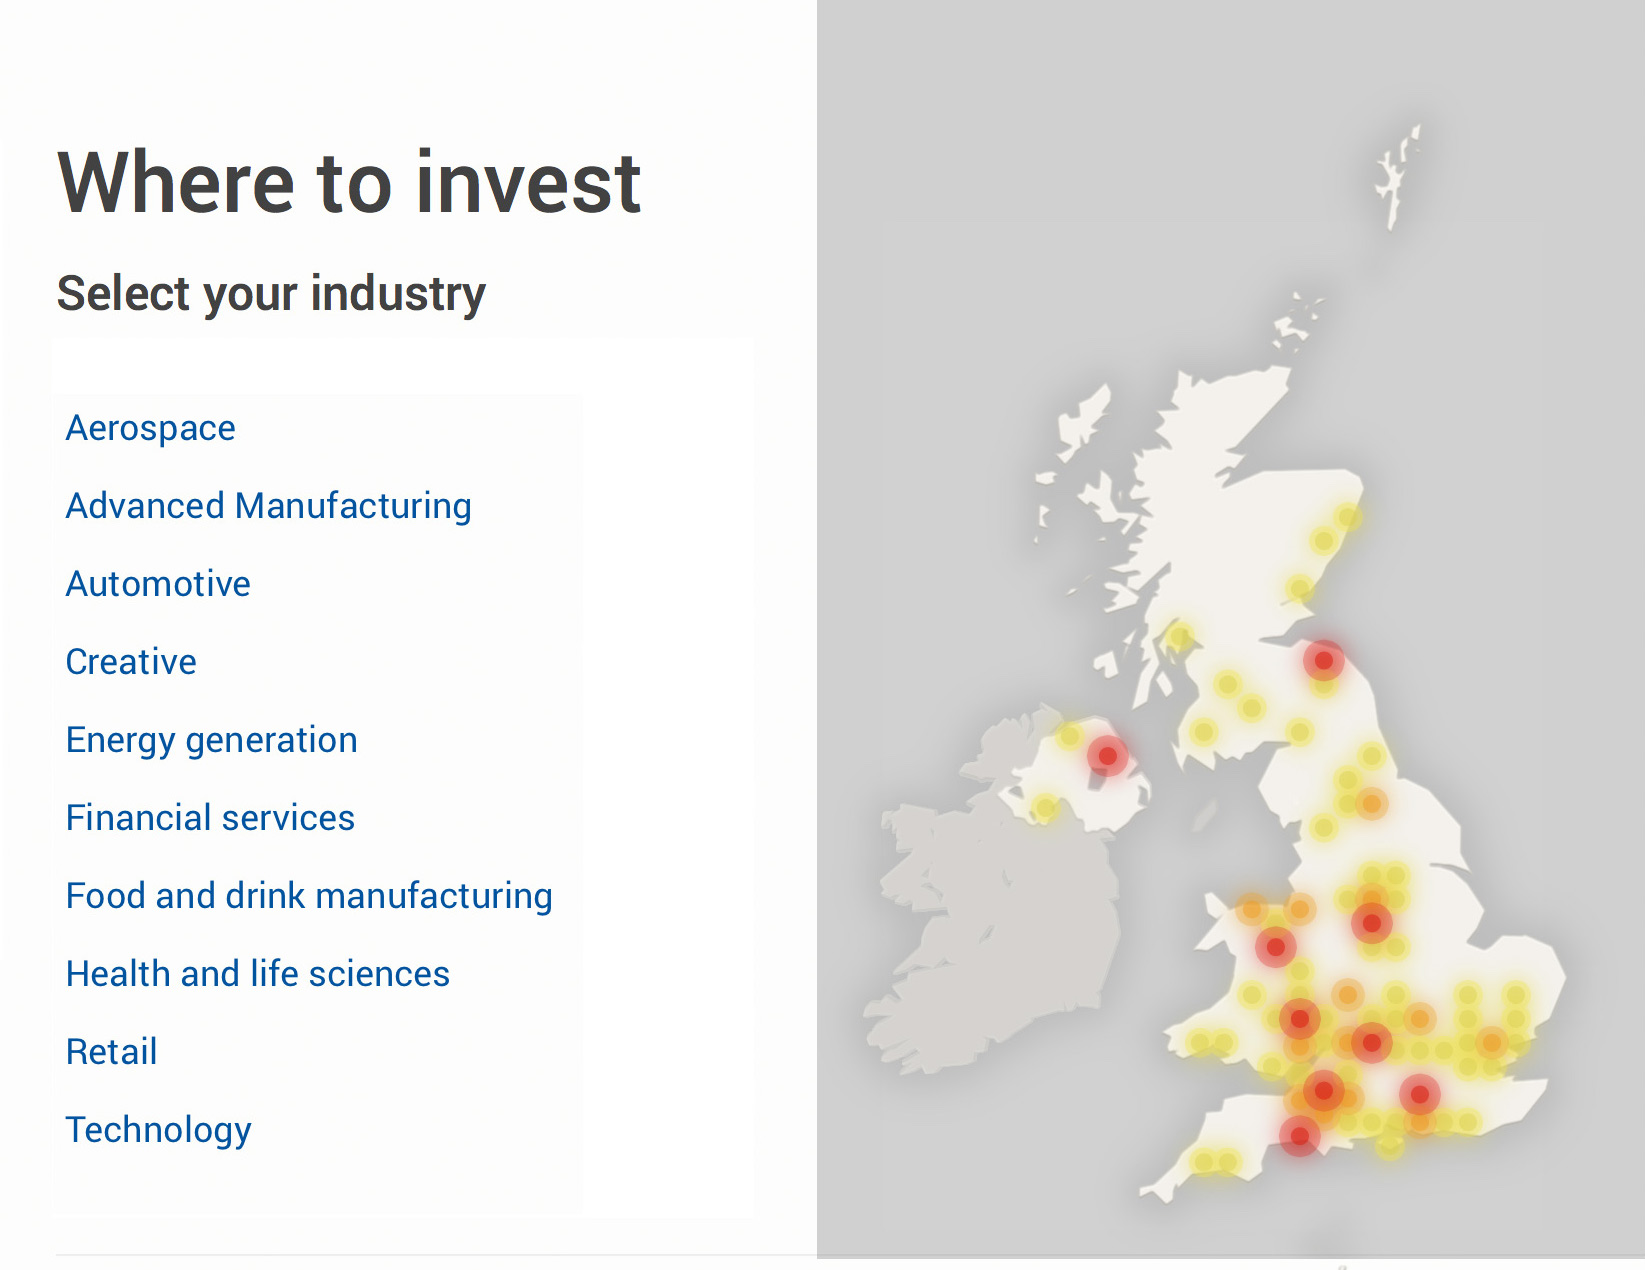 Where to invest
Select your industry
Aerospace
Advanced Manufacturing
Automotive
Creative
Energy generation
Financial services
Food and drink manufacturing
Health and life sciences
Retail
Technology